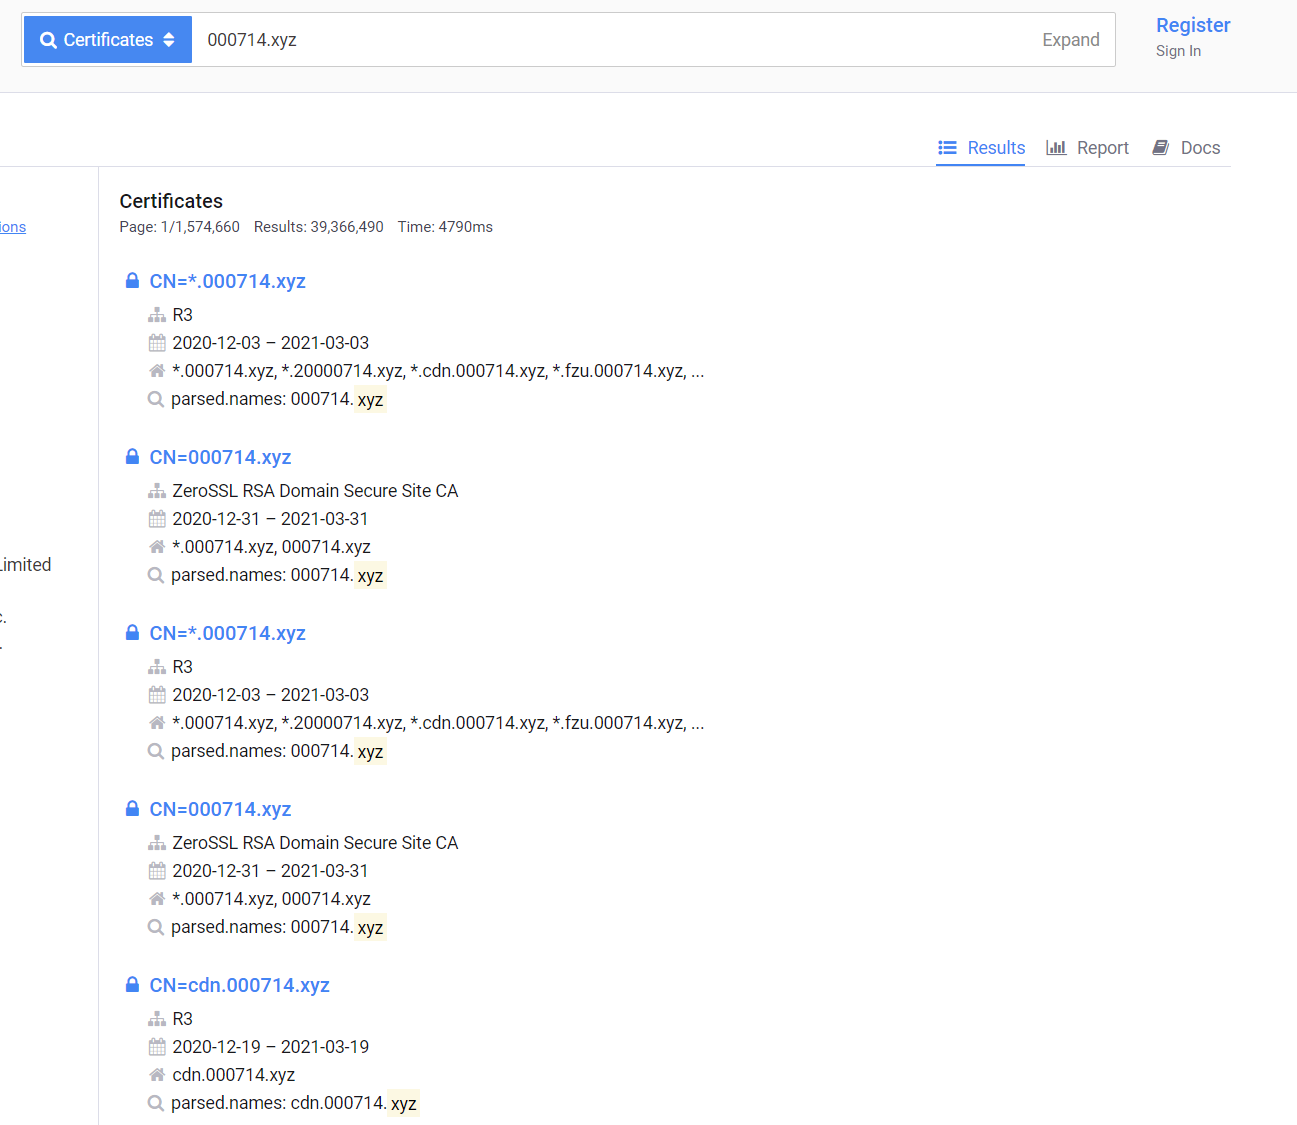 Certificates 000714.xyz Expand
Register
Sign In
Results Report Docs
ions
Limited
Certificates
Page: 1/1,574,660 Results: 39,366,490 Time: 4790ms
CN=*.000714.xyz
R3
2020-12-03 – 2021-03-03
*.000714.xyz, *.20000714.xyz, *.cdn.000714.xyz, *.fzu.000714.xyz, ...
parsed.names: 000714.xyz
CN=000714.xyz
ZeroSSL RSA Domain Secure Site CA
2020-12-31 – 2021-03-31
*.000714.xyz, 000714.xyz
parsed.names: 000714.xyz
CN=*.000714.xyz
R3
2020-12-03 – 2021-03-03
*.000714.xyz, *.20000714.xyz, *.cdn.000714.xyz, *.fzu.000714.xyz, ...
parsed.names: 000714.xyz
CN=000714.xyz
ZeroSSL RSA Domain Secure Site CA
2020-12-31 – 2021-03-31
*.000714.xyz, 000714.xyz
parsed.names: 000714.xyz
CN=cdn.000714.xyz
R3
2020-12-19 – 2021-03-19
cdn.000714.xyz
parsed.names: cdn.000714.xyz